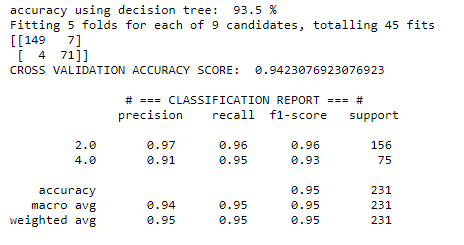 accuracy using decision tree:  93.5 %
Fitting 5 folds for each of 9 candidates, totalling 45 fits
[[149   7]
 [  4  71]]
CROSS VALIDATION ACCURACY SCORE:  0.9423076923076923
# === CLASSIFICATION REPORT === #
precision    recall  f1-score   support
2.0       0.97      0.96      0.96       156
4.0       0.91      0.95      0.93        75
accuracy                           0.95       231
macro avg       0.94      0.95      0.95       231
weighted avg       0.95      0.95      0.95       231